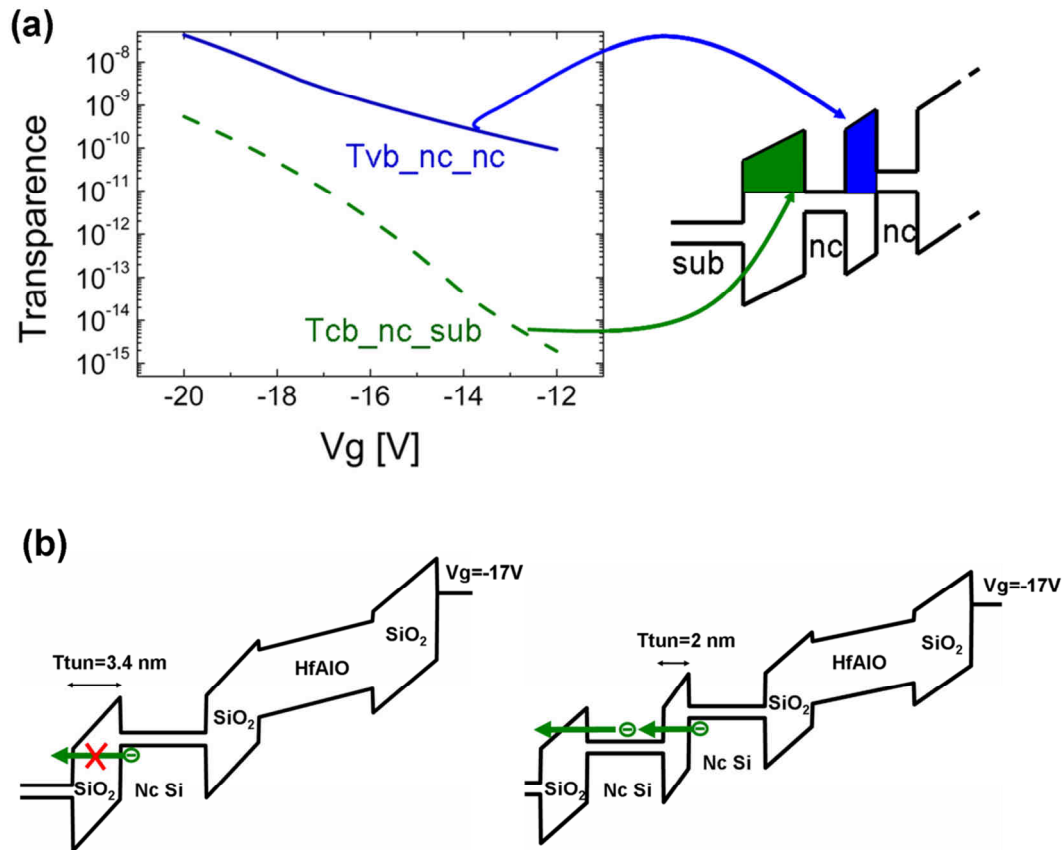 (a)
Transparence
10-8
10-9
10-10
10-11
10-12
10-13
10-14
10-15
Tvb_nc_nc
Tcb_nc_sub
-20 -18 -16 -14 -12
Vg [V]
sub
nc
nc
(b)
Vg=-17V
SiO2
HfAlO
Ttun=3.4 nm
SiO2
SiO2
Nc Si
Vg=-17V
SiO2
HfAlO
Ttun=2 nm
SiO2
Nc Si
SiO2
Nc Si